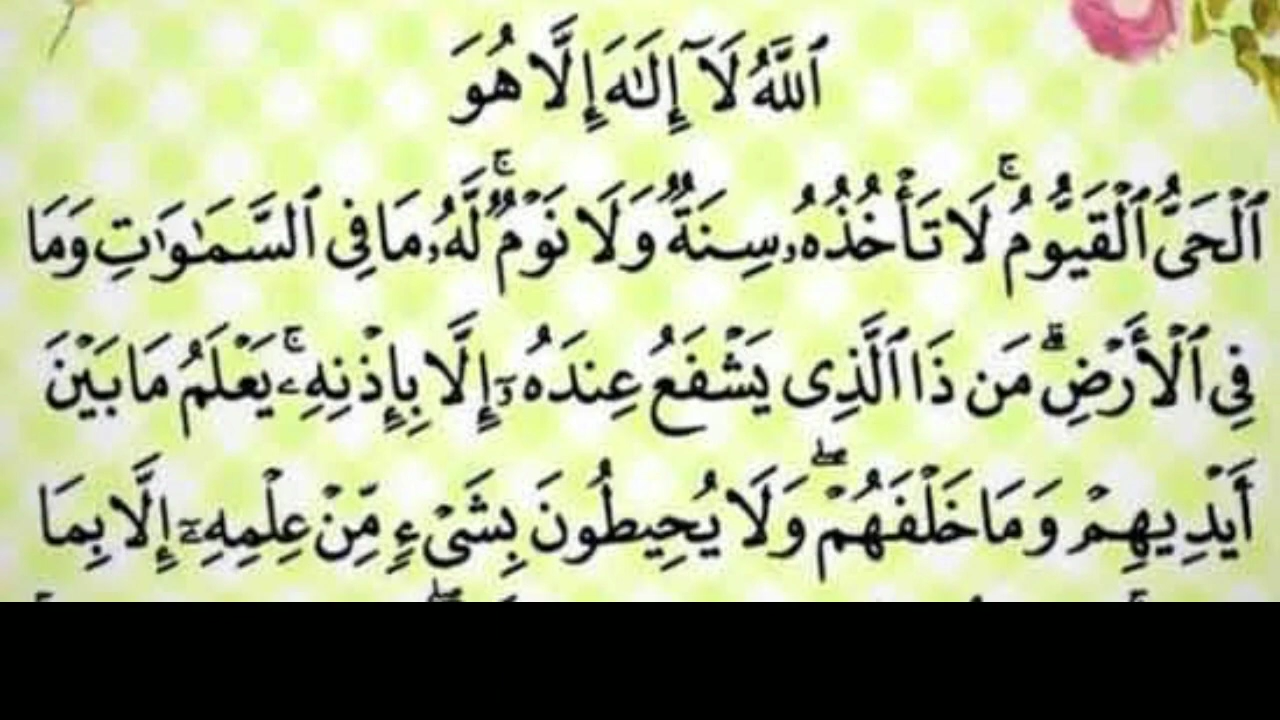 ٱللَّهُ لَآ إِلَـٰهَ إِلَّا هُوَ
ٱلْحَىُّ ٱلْقَيُّومُ ۚ لَا تَأْخُذُهُۥ سِنَةٌ وَلَا نَوْمٌ ۚ لَّهُۥ مَا فِى ٱلسَّمَـٰوَٰتِ وَمَا
فِى ٱلْأَرْضِ ۗ مَن ذَا ٱلَّذِى يَشْفَعُ عِندَهُۥٓ إِلَّا بِإِذْنِهِۦ ۚ يَعْلَمُ مَا بَيْنَ
أَيْدِيهِمْ وَمَا خَلْفَهُمْ ۖ وَلَا يُحِيطُونَ بِشَىْءٍ مِّنْ عِلْمِهِۦٓ إِلَّا بِمَا